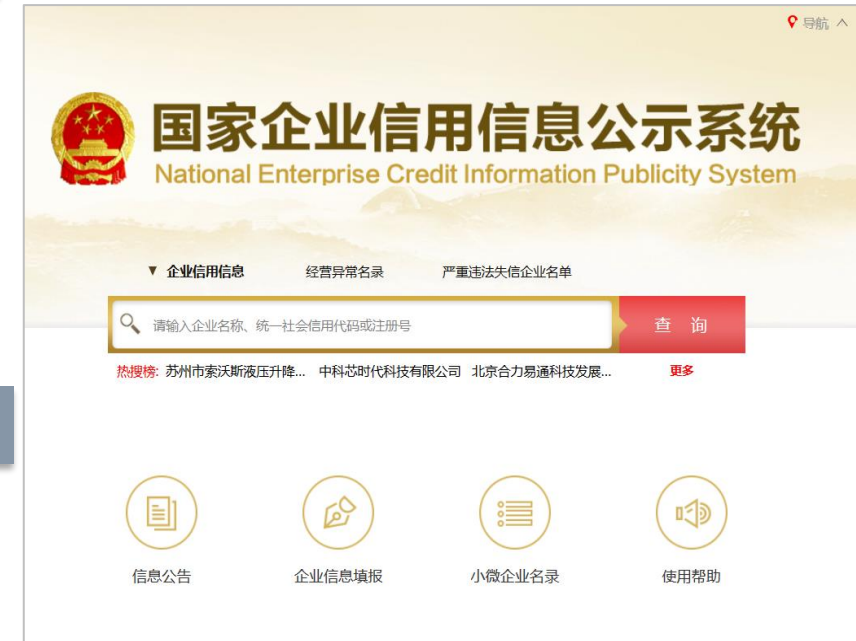 导航
国家企业信用信息公示系统
National Enterprise Credit Information Publicity System
▼ 企业信用信息 经营异常名录 严重违法失信企业名单
请输入企业名称、统一社会信用代码或注册号 查 询
热搜榜: 苏州市索沃斯液压升降... 中科芯时代科技有限公司 北京合力易通科技发展... 更多
信息公告 企业信息填报 小微企业名录 使用帮助